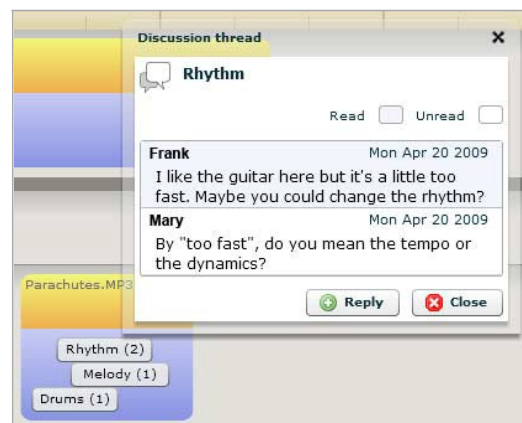 Discussion thread
Rhythm
Read Unread
Frank Mon Apr 20 2009
I like the guitar here but it's a little too
fast. Maybe you could change the rhythm?
Mary Mon Apr 20 2009
By "too fast", do you mean the tempo or
the dynamics?
Reply Close
Parachutes.MP3
Rhythm (2)
Melody (1)
Drums (1)